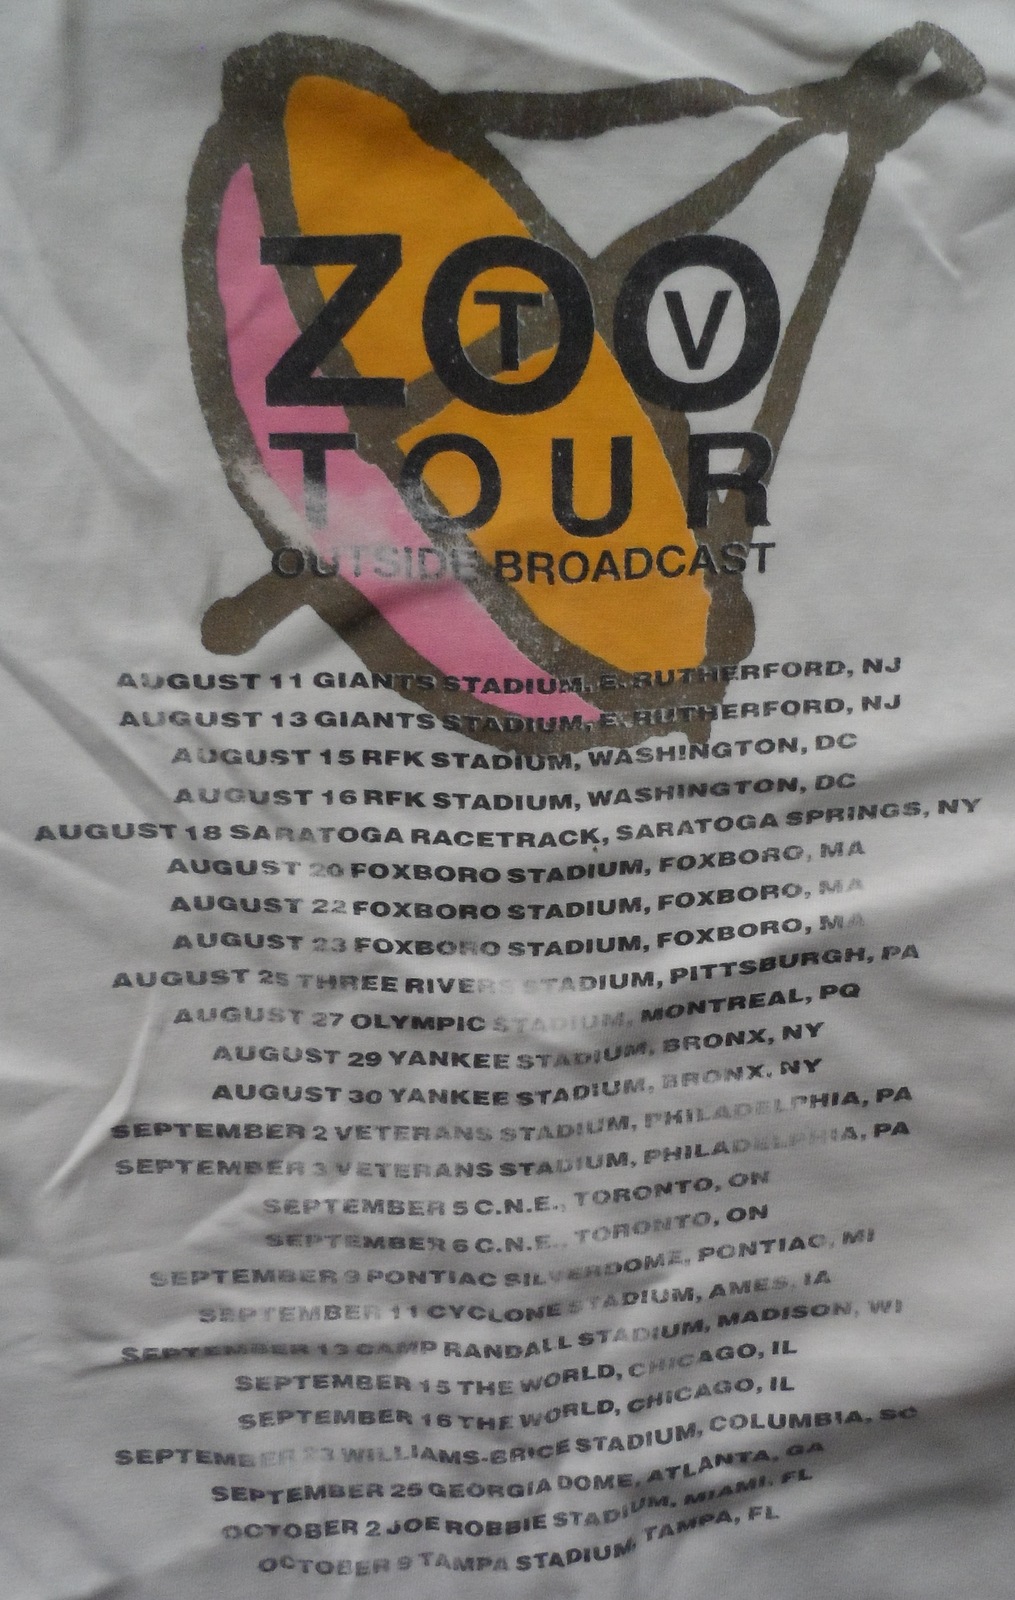 ZOO
TV
TOUR
OUTSIDE BROADCAST
AUGUST 11 GIANTS STADIUM, E. RUTHERFORD, NJ
AUGUST 13 GIANTS STADIUM, E. RUTHERFORD, NJ
AUGUST 15 RFK STADIUM, WASHINGTON, DC
AUGUST 16 RFK STADIUM, WASHINGTON, DC
AUGUST 18 SARATOGA RACETRACK, SARATOGA SPRINGS, NY
AUGUST 20 FOXBORO STADIUM, FOXBORO, MA
AUGUST 22 FOXBORO STADIUM, FOXBORO, MA
AUGUST 23 FOXBORO STADIUM, FOXBORO, MA
AUGUST 25 THREE RIVERS STADIUM, PITTSBURGH, PA
AUGUST 27 OLYMPIC STADIUM, MONTREAL, PQ
AUGUST 29 YANKEE STADIUM, BRONX, NY
AUGUST 30 YANKEE STADIUM, BRONX, NY
SEPTEMBER 2 VETERANS STADIUM, PHILADELPHIA, PA
SEPTEMBER 3 VETERANS STADIUM, PHILADELPHIA, PA
SEPTEMBER 5 C.N.E., TORONTO, ON
SEPTEMBER 6 C.N.E., TORONTO, ON
SEPTEMBER 9 PONTIAC SILVERDOME, PONTIAC, MI
SEPTEMBER 11 CYCLONE STADIUM, AMES, IA
SEPTEMBER 13 CAMP RANDALL STADIUM, MADISON, WI
SEPTEMBER 15 THE WORLD, CHICAGO, IL
SEPTEMBER 16 THE WORLD, CHICAGO, IL
SEPTEMBER 23 WILLIAMS-BRICE STADIUM, COLUMBIA, SC
SEPTEMBER 25 GEORGIA DOME, ATLANTA, GA
OCTOBER 2 JOE ROBBIE STADIUM, MIAMI, FL
OCTOBER 9 TAMPA STADIUM, TAMPA, FL